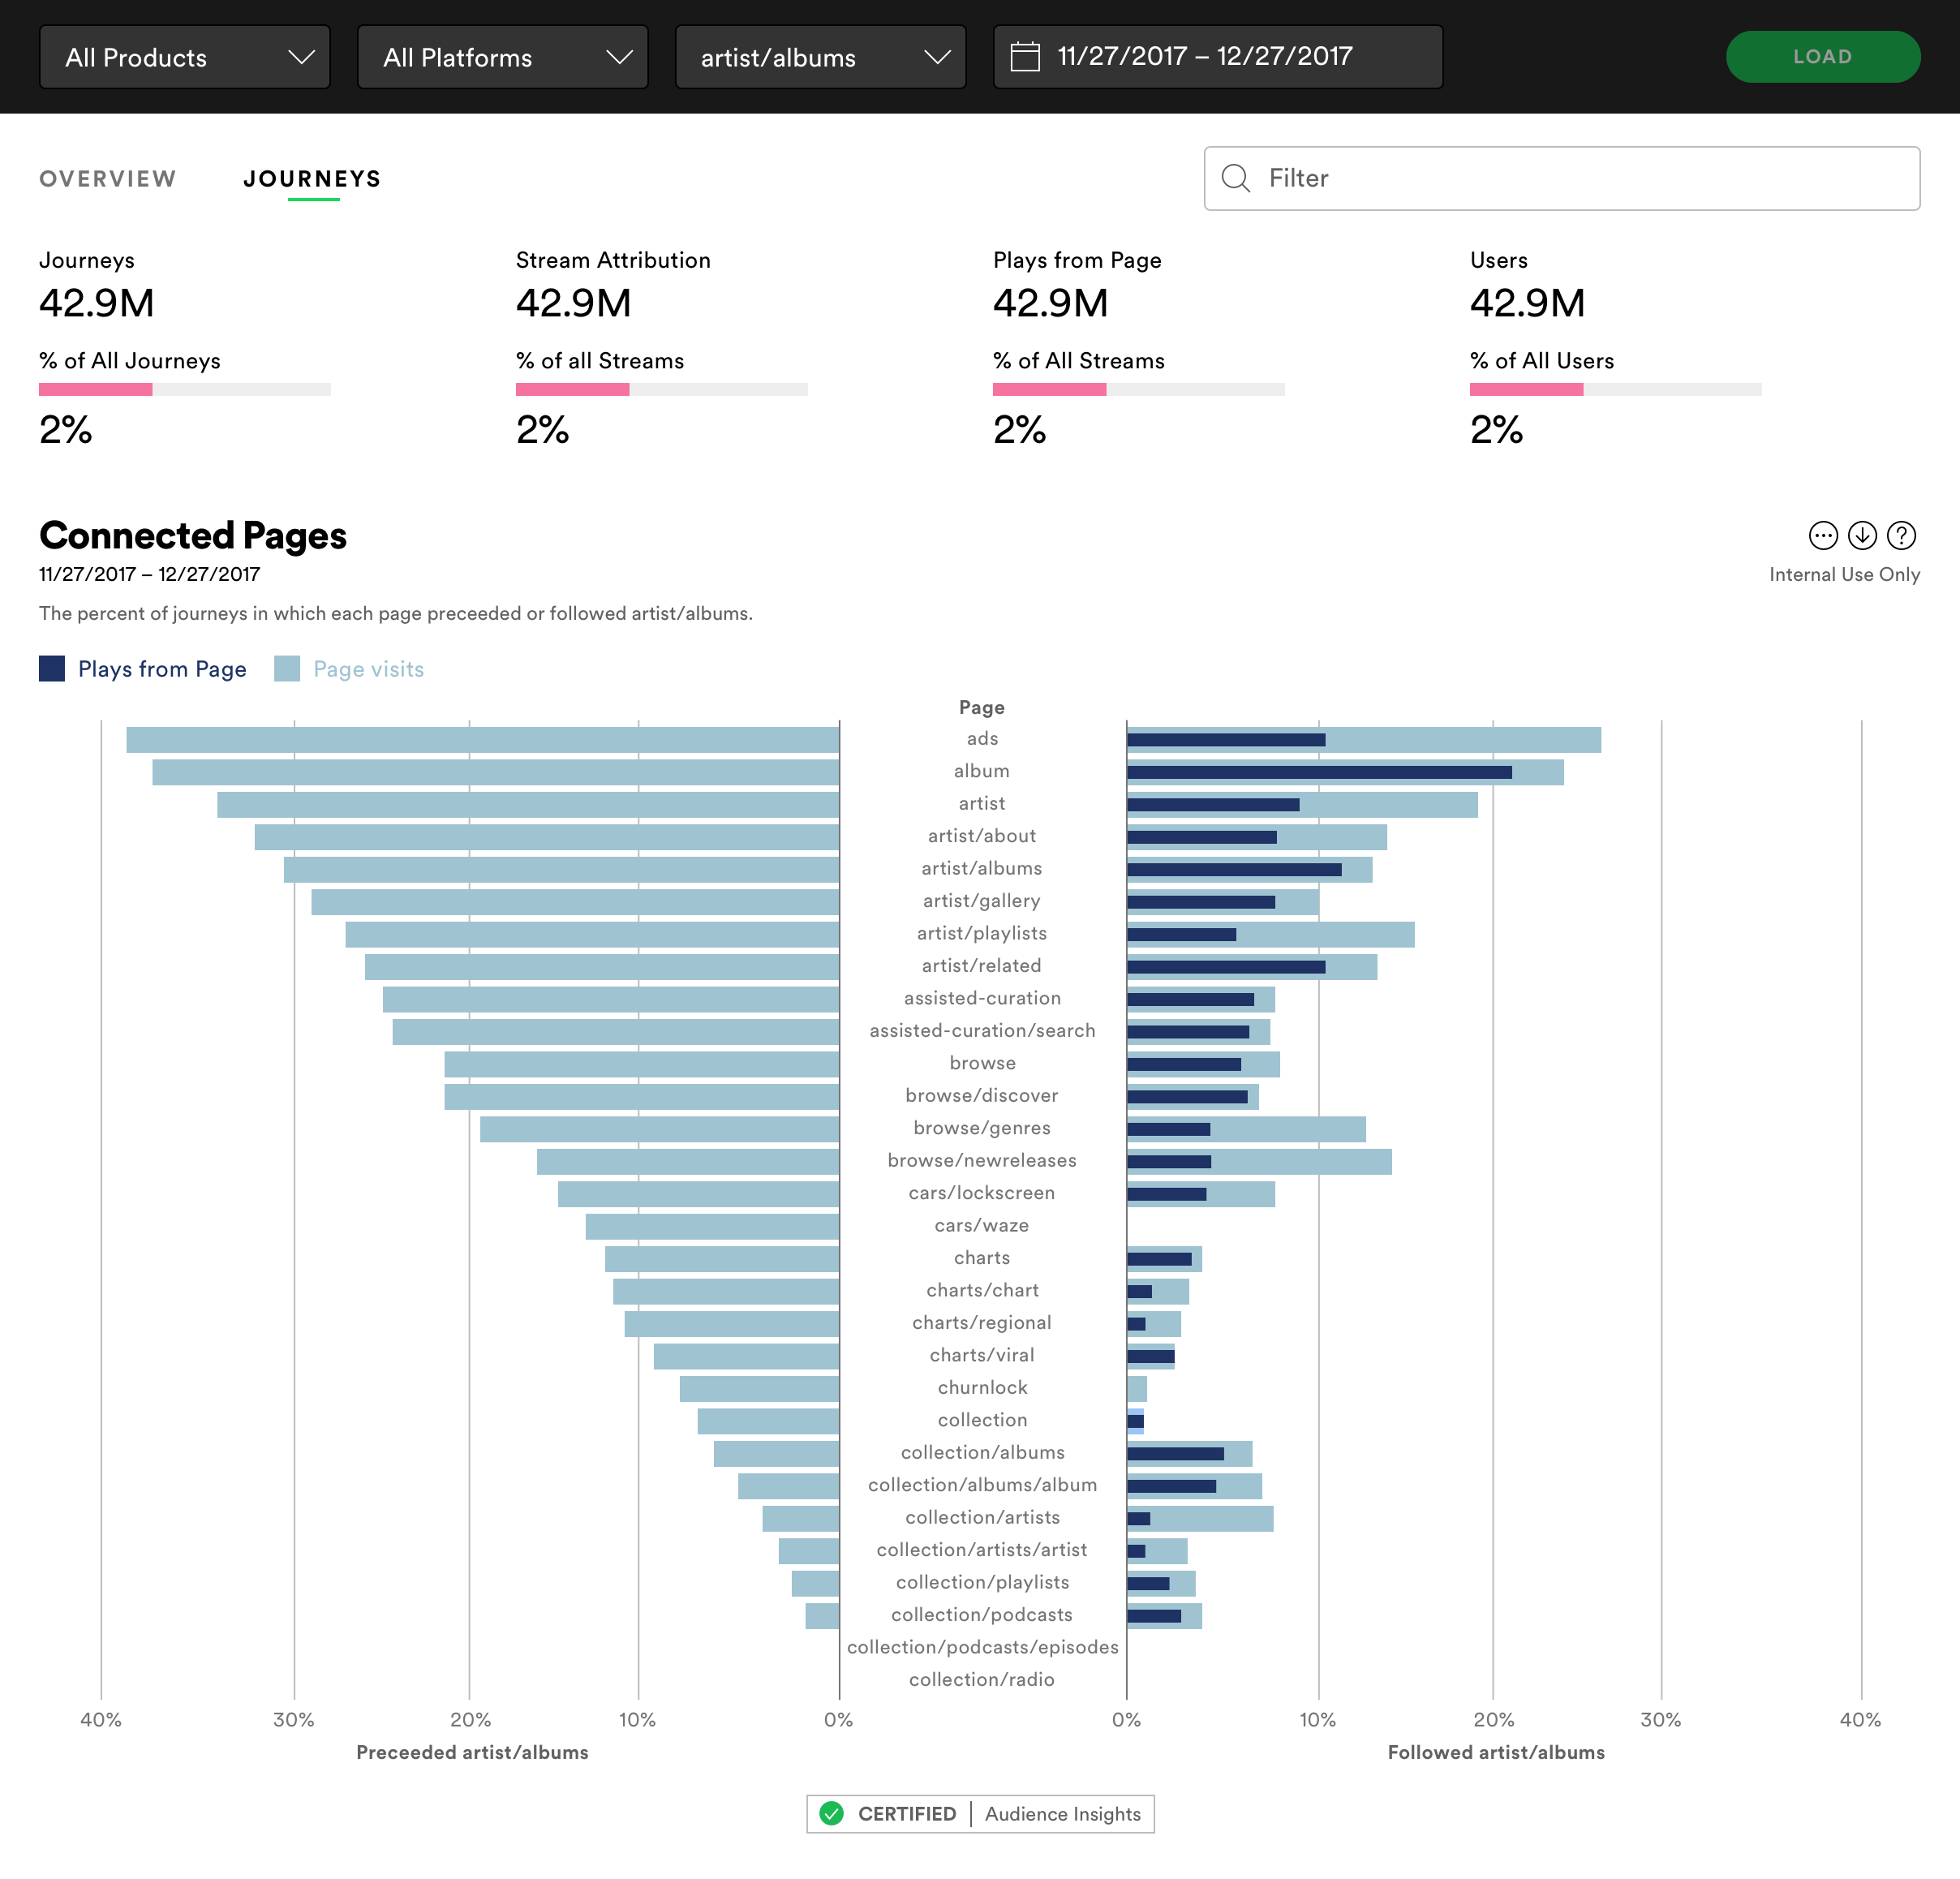 All Products
All Platforms
artist/albums
11/27/2017 – 12/27/2017
LOAD
OVERVIEW
JOURNEYS
Filter
Journeys
42.9M
% of All Journeys
2%
Stream Attribution
42.9M
% of all Streams
2%
Plays from Page
42.9M
% of All Streams
2%
Users
42.9M
% of All Users
2%
Connected Pages
11/27/2017 – 12/27/2017
Internal Use Only
The percent of journeys in which each page preceeded or followed artist/albums.
Plays from Page
Page visits
Page
ads
album
artist
artist/about
artist/albums
artist/gallery
artist/playlists
artist/related
assisted-curation
assisted-curation/search
browse
browse/discover
browse/genres
browse/newreleases
cars/lockscreen
cars/waze
charts
charts/chart
charts/regional
charts/viral
churnlock
collection
collection/albums
collection/albums/album
collection/artists
collection/artists/artist
collection/playlists
collection/podcasts
collection/podcasts/episodes
collection/radio
40% 30% 20% 10% 0%
0% 10% 20% 30% 40%
Preceeded artist/albums
Followed artist/albums
CERTIFIED | Audience Insights